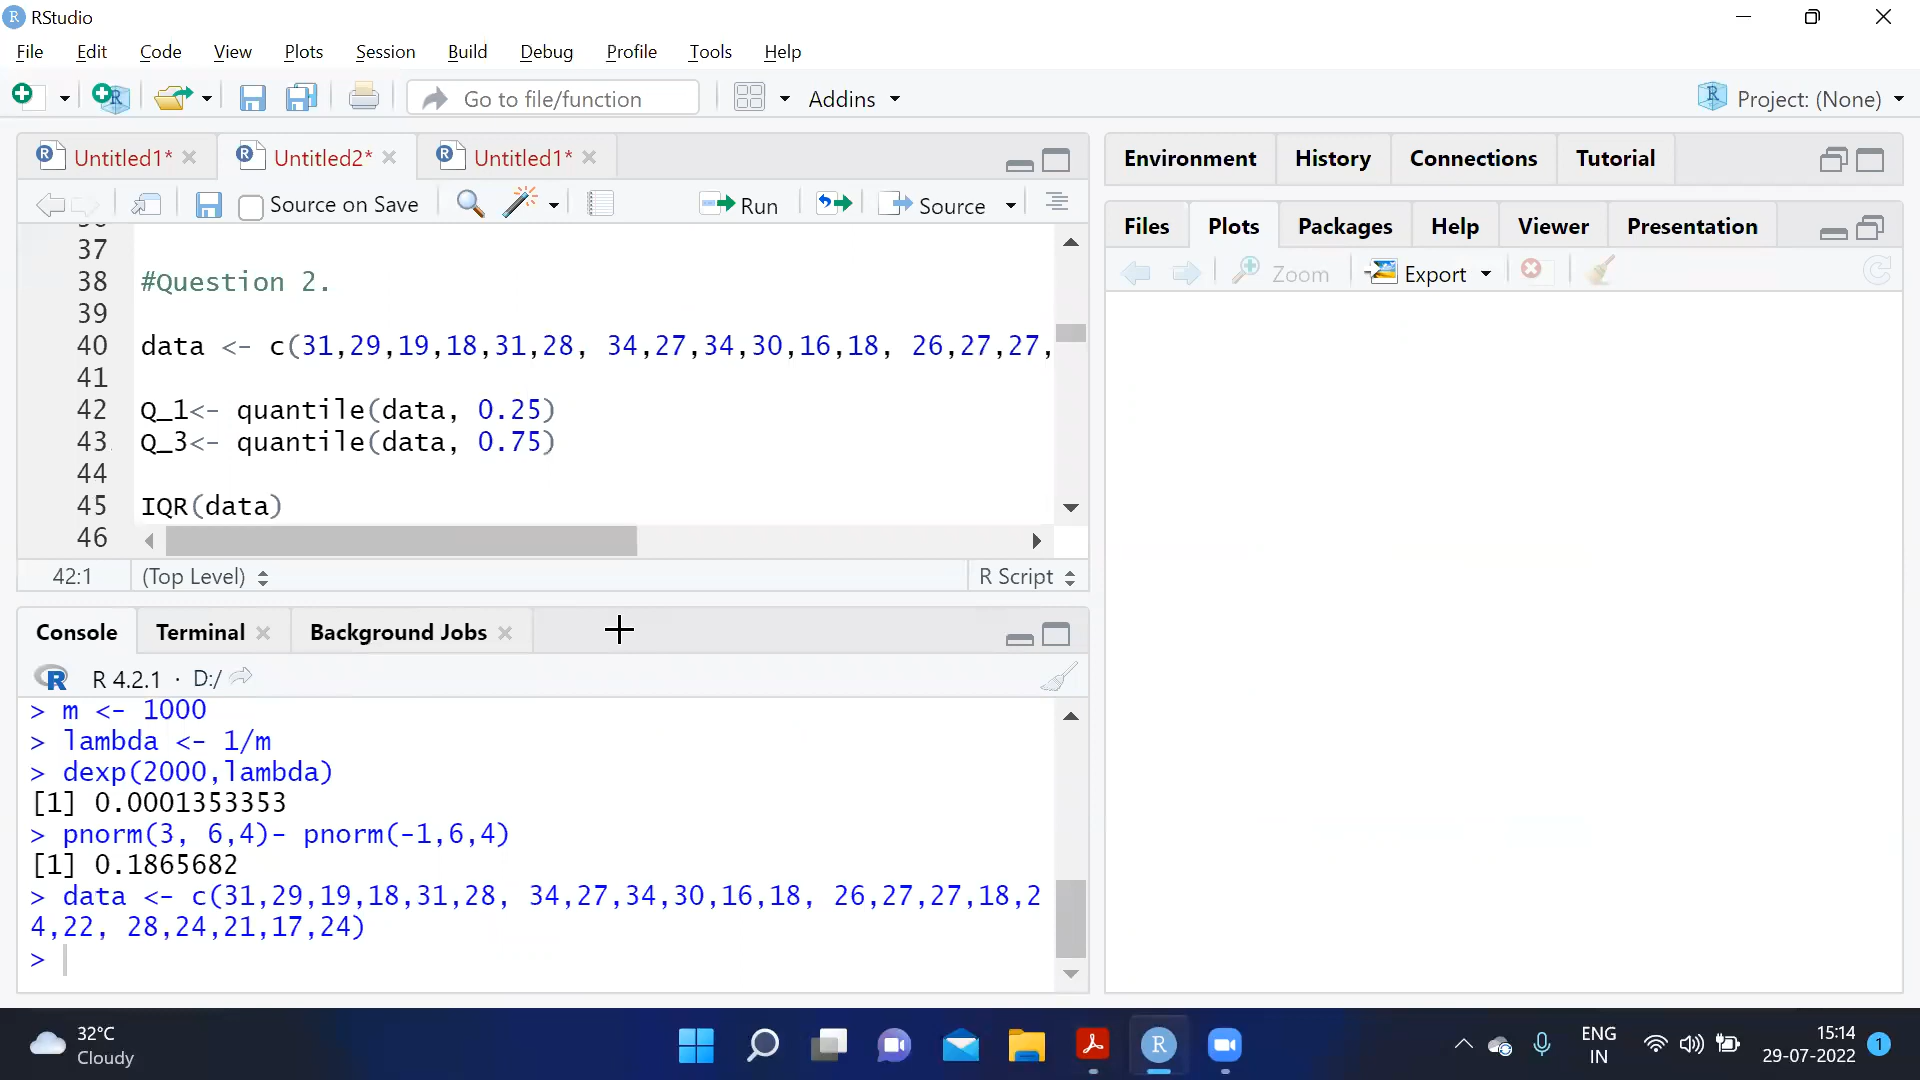 RStudio
File Edit Code View Plots Session Build Debug Profile Tools Help
Go to file/function Addins Project: (None)
Untitled1* Untitled2* Untitled1*
Source on Save Run Source
37
38 #Question 2.
39
40 data <- c(31,29,19,18,31,28, 34,27,34,30,16,18, 26,27,27,
41
42 Q_1<- quantile(data, 0.25)
43 Q_3<- quantile(data, 0.75)
44
45 IQR(data)
46
42:1 (Top Level) R Script
Console Terminal Background Jobs
R 4.2.1 · D:/
> m <- 1000
> lambda <- 1/m
> dexp(2000,lambda)
[1] 0.0001353353
> pnorm(3, 6,4)- pnorm(-1,6,4)
[1] 0.1865682
> data <- c(31,29,19,18,31,28, 34,27,34,30,16,18, 26,27,27,18,2
4,22, 28,24,21,17,24)
>
Environment History Connections Tutorial
Files Plots Packages Help Viewer Presentation
Zoom Export
32°C
Cloudy
ENG
IN
15:14
29-07-2022
1